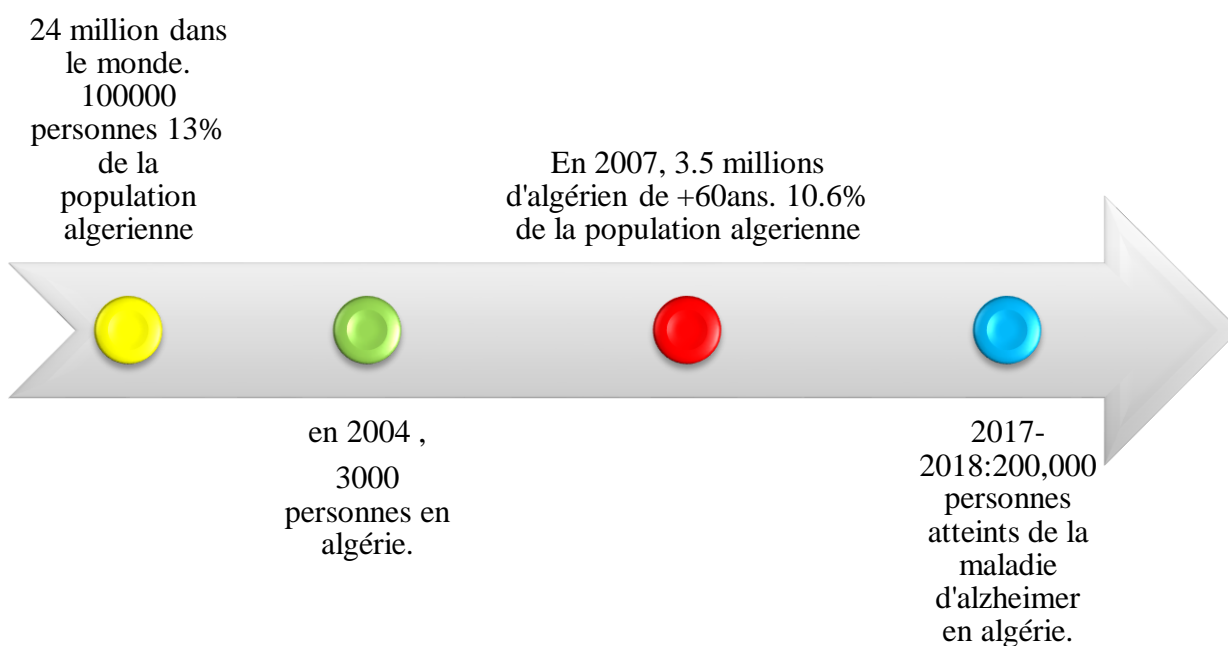 24 million dans
le monde.
100000
personnes 13%
de la
population
algerienne
en 2004 ,
3000
personnes en
algérie.
En 2007, 3.5 millions
d'algérien de +60ans. 10.6%
de la population algerienne
2017-
2018:200,000
personnes
atteints de la
maladie
d'alzheimer
en algérie.